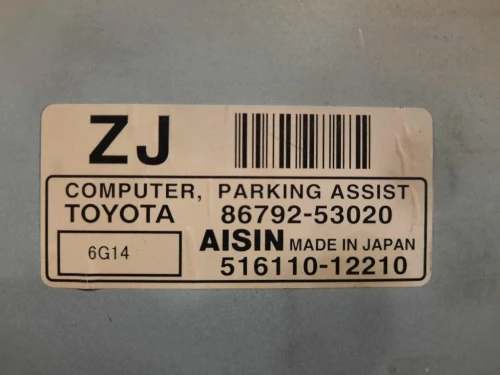 ZJ
COMPUTER, PARKING ASSIST
TOYOTA 86792-53020
6G14
AISIN MADE IN JAPAN
516110-12210